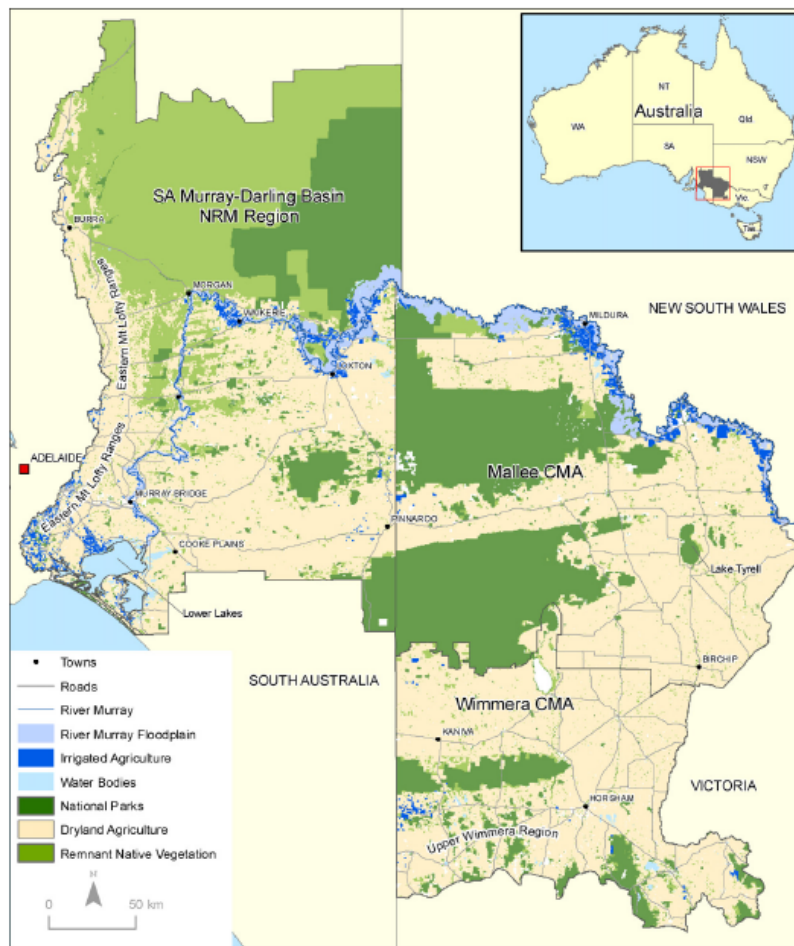 Australia
NT
WA
Qld.
SA
NSW
Vic.
Tas.
SA Murray-Darling Basin
NRM Region
BURRA
MORGAN
WAIKERIE
NEW SOUTH WALES
MILDURA
Eastern Mt Lofty Ranges
ADELAIDE
Eastern Mt Lofty Ranges
Mallee CMA
MURRAY BRIDGE
PINNAROO
COOKE PLAINS
Lake Tyrell
Lower Lakes
BIRCHIP
SOUTH AUSTRALIA
Wimmera CMA
KANIVA
VICTORIA
HORSHAM
Upper Wimmera Region
Towns
Roads
River Murray
River Murray Floodplain
Irrigated Agriculture
Water Bodies
National Parks
Dryland Agriculture
Remnant Native Vegetation
N
0 50 km